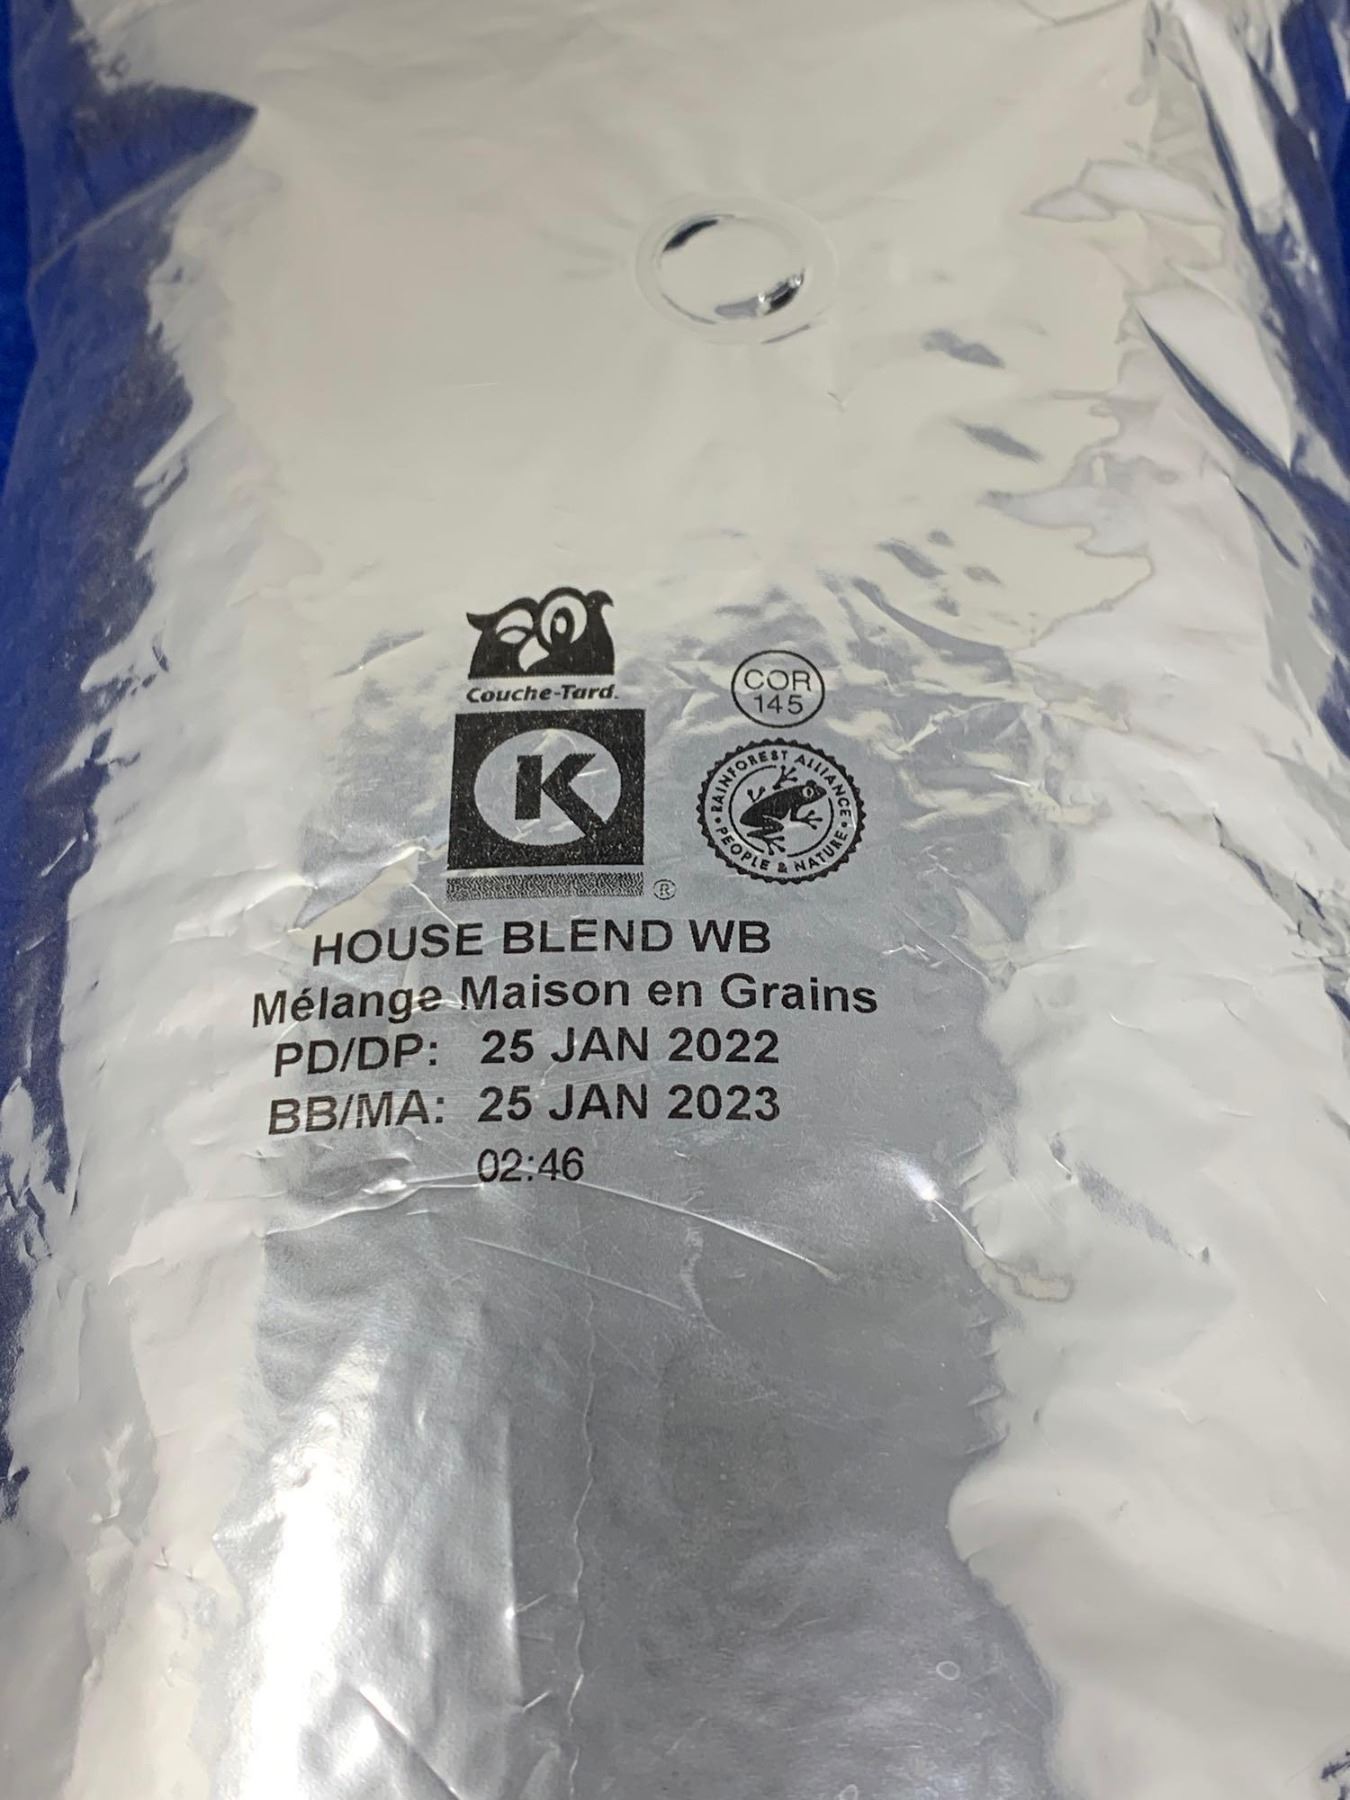 Couche-Tard.
K
®
COR
145
RAINFOREST ALLIANCE
PEOPLE & NATURE
HOUSE BLEND WB
Mélange Maison en Grains
PD/DP: 25 JAN 2022
BB/MA: 25 JAN 2023
02:46